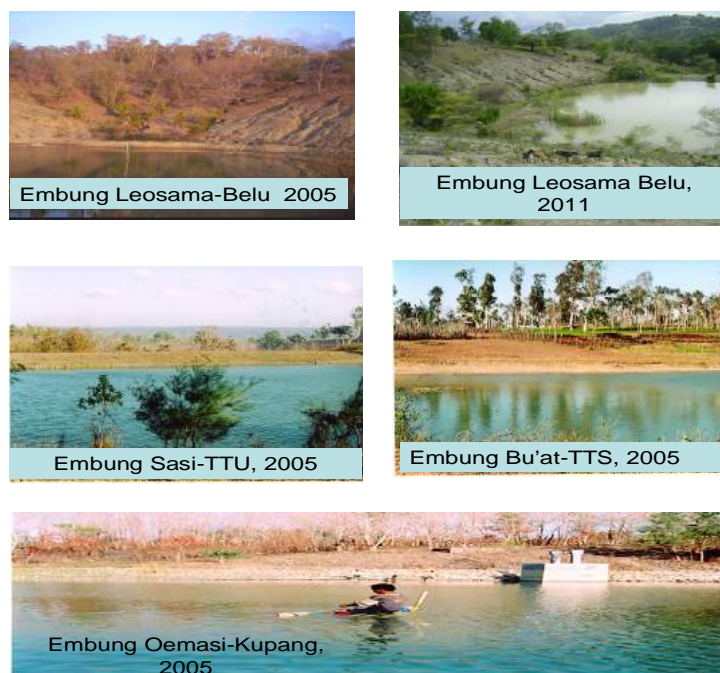 Embung Leosama-Belu 2005
Embung Leosama Belu,
2011
Embung Sasi-TTU, 2005
Embung Bu'at-TTS, 2005
Embung Oemasi-Kupang,
2005